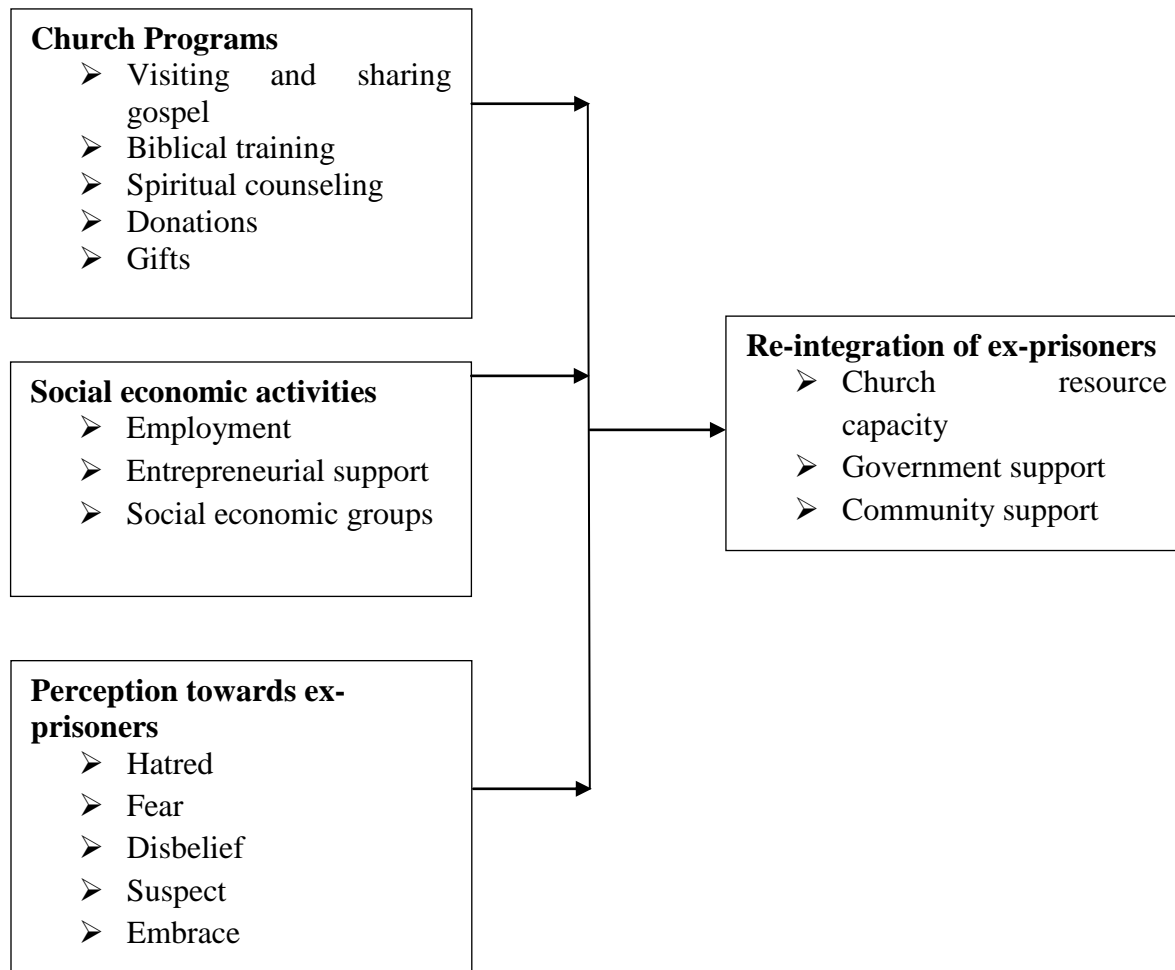 Church Programs
➢ Visiting and sharing
gospel
➢ Biblical training
➢ Spiritual counseling
➢ Donations
➢ Gifts
Social economic activities
➢ Employment
➢ Entrepreneurial support
➢ Social economic groups
Perception towards ex-
prisoners
➢ Hatred
➢ Fear
➢ Disbelief
➢ Suspect
➢ Embrace
Re-integration of ex-prisoners
➢ Church resource
capacity
➢ Government support
➢ Community support